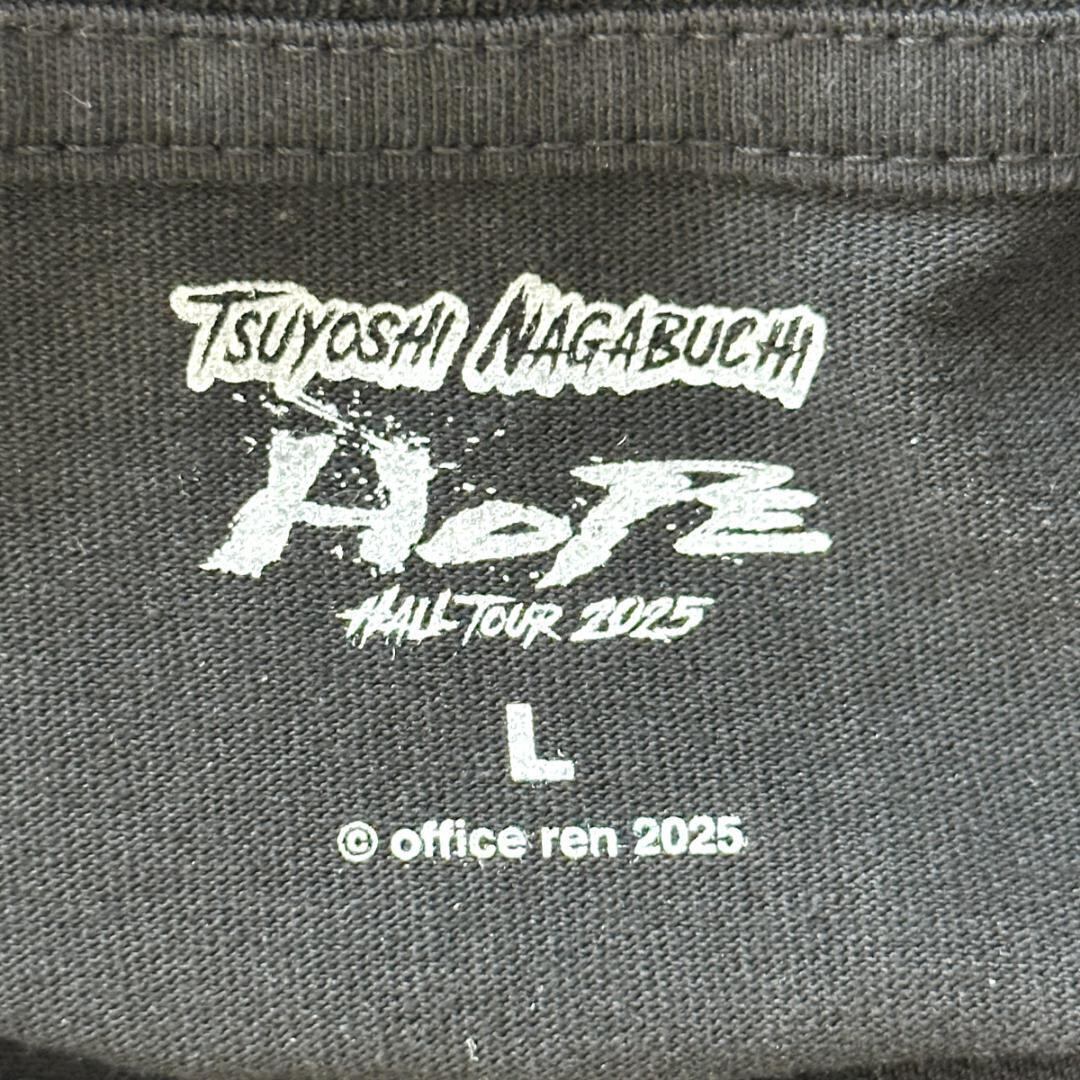 TSUYOSHI NAGABUCHI
HOPE
HALL TOUR 2025
L
© office ren 2025